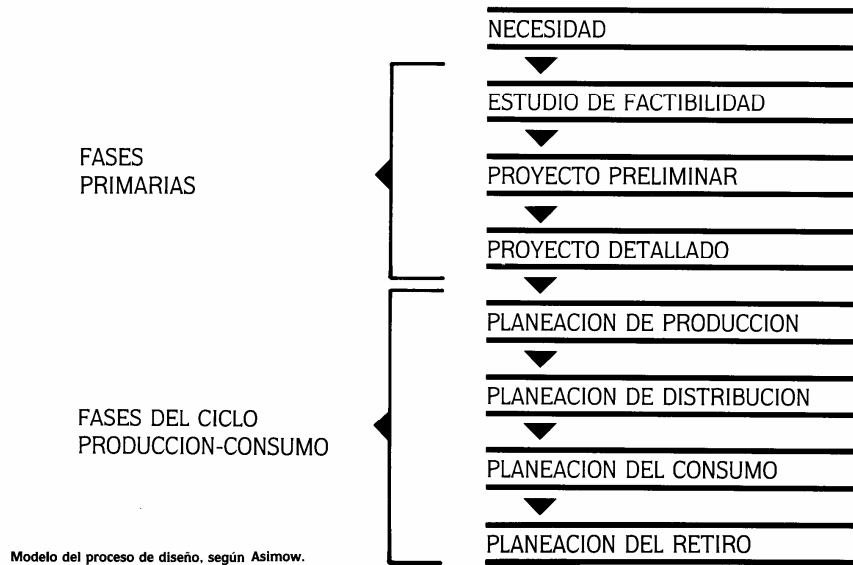 NECESIDAD
ESTUDIO DE FACTIBILIDAD
FASES
PRIMARIAS
PROYECTO PRELIMINAR
PROYECTO DETALLADO
PLANEACION DE PRODUCCION
PLANEACION DE DISTRIBUCION
FASES DEL CICLO
PRODUCCION-CONSUMO
PLANEACION DEL CONSUMO
PLANEACION DEL RETIRO
Modelo del proceso de diseño, según Asimow.